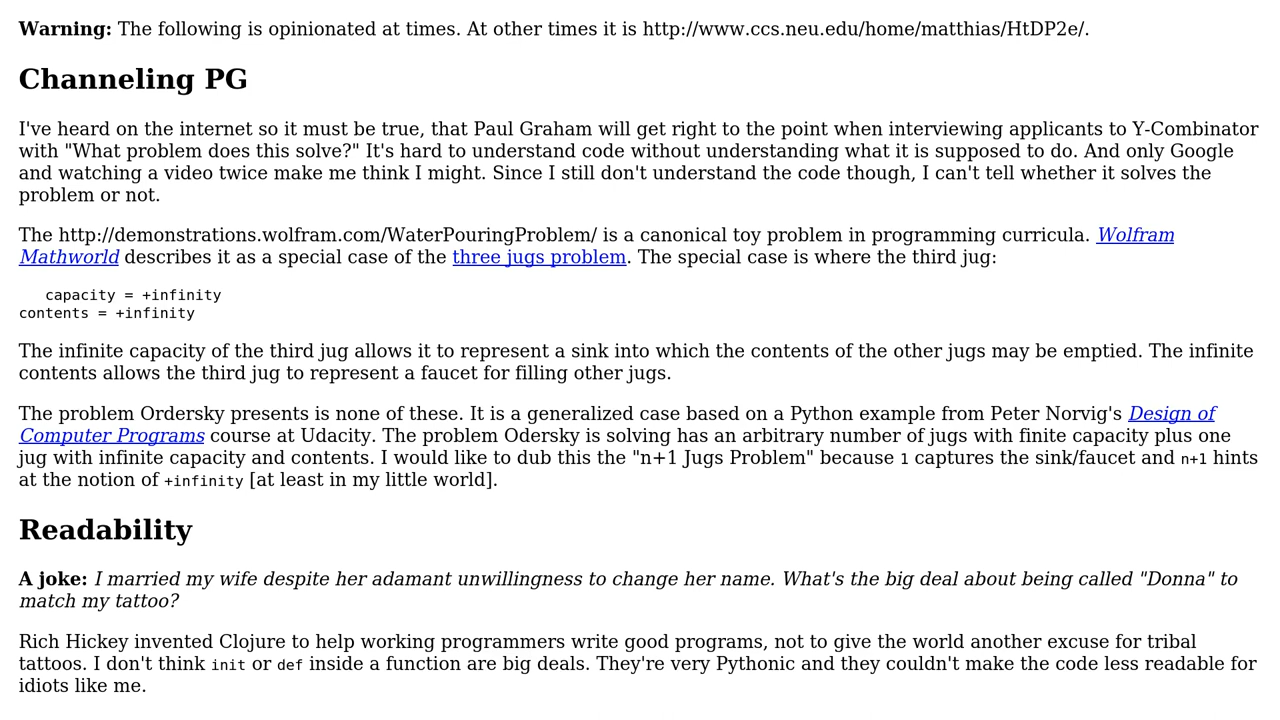 Warning: The following is opinionated at times. At other times it is http://www.ccs.neu.edu/home/matthias/HtDP2e/.
Channeling PG
I've heard on the internet so it must be true, that Paul Graham will get right to the point when interviewing applicants to Y-Combinator
with "What problem does this solve?" It's hard to understand code without understanding what it is supposed to do. And only Google
and watching a video twice make me think I might. Since I still don't understand the code though, I can't tell whether it solves the
problem or not.
The http://demonstrations.wolfram.com/WaterPouringProblem/ is a canonical toy problem in programming curricula. Wolfram
Mathworld describes it as a special case of the three jugs problem. The special case is where the third jug:
capacity = +infinity
contents = +infinity
The infinite capacity of the third jug allows it to represent a sink into which the contents of the other jugs may be emptied. The infinite
contents allows the third jug to represent a faucet for filling other jugs.
The problem Ordersky presents is none of these. It is a generalized case based on a Python example from Peter Norvig's Design of
Computer Programs course at Udacity. The problem Odersky is solving has an arbitrary number of jugs with finite capacity plus one
jug with infinite capacity and contents. I would like to dub this the "n+1 Jugs Problem" because 1 captures the sink/faucet and n+1 hints
at the notion of +infinity [at least in my little world].
Readability
A joke: I married my wife despite her adamant unwillingness to change her name. What's the big deal about being called "Donna" to
match my tattoo?
Rich Hickey invented Clojure to help working programmers write good programs, not to give the world another excuse for tribal
tattoos. I don't think init or def inside a function are big deals. They're very Pythonic and they couldn't make the code less readable for
idiots like me.